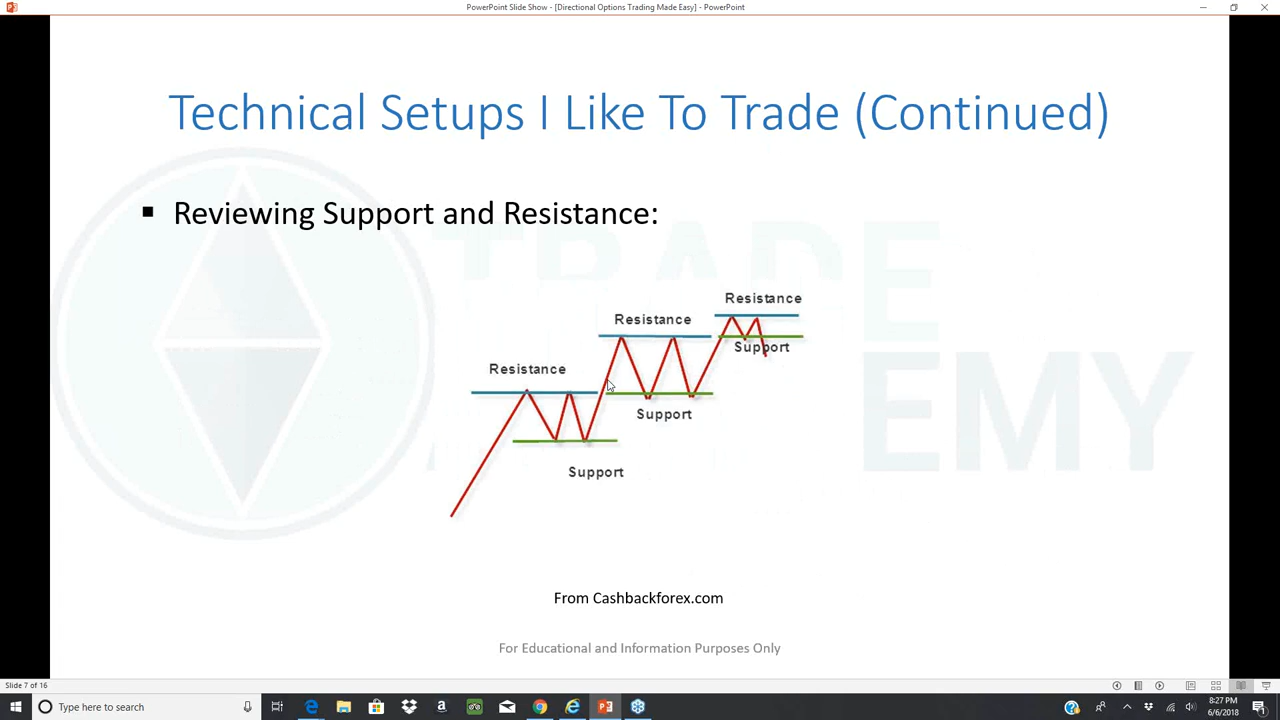 PowerPoint Slide Show - [Directional Options Trading Made Easy] - PowerPoint
Technical Setups I Like To Trade (Continued)
Reviewing Support and Resistance:
Resistance
Resistance
Support
Resistance
Support
Support
TRADE
EMY
From Cashbackforex.com
For Educational and Information Purposes Only
Slide 7 of 16
Type here to search
8:27 PM
6/6/2018